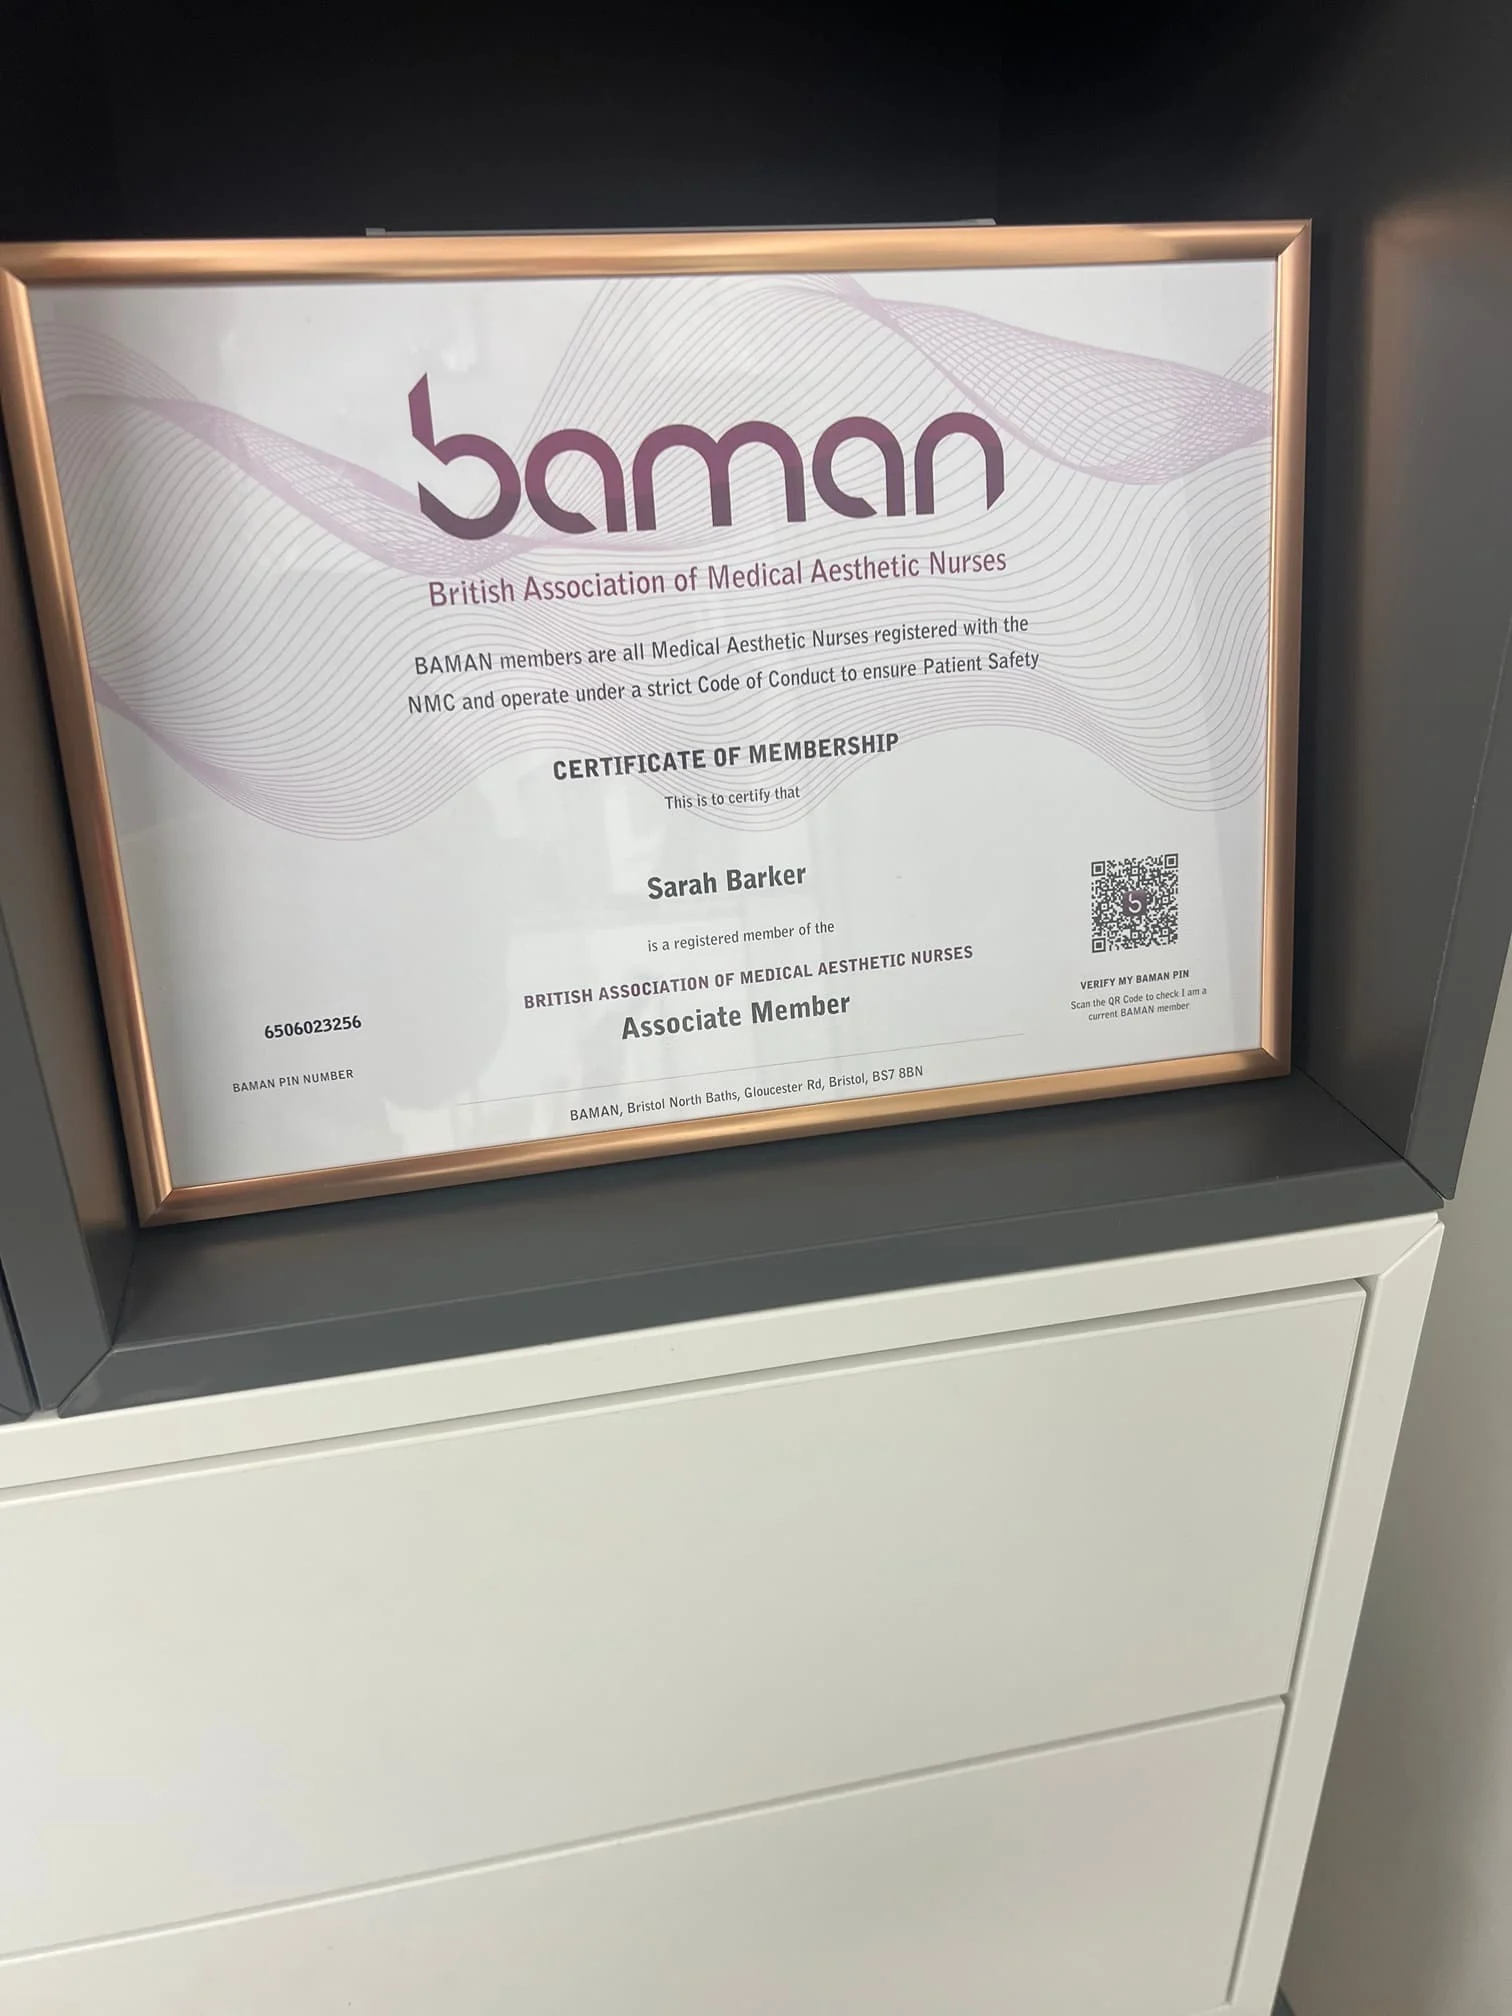 baman
British Association of Medical Aesthetic Nurses
BAMAN members are all Medical Aesthetic Nurses registered with the
NMC and operate under a strict Code of Conduct to ensure Patient Safety
CERTIFICATE OF MEMBERSHIP
This is to certify that
Sarah Barker
is a registered member of the
BRITISH ASSOCIATION OF MEDICAL AESTHETIC NURSES
Associate Member
6506023256
BAMAN PIN NUMBER
VERIFY MY BAMAN PIN
Scan the QR Code to check I am a
current BAMAN member
BAMAN, Bristol North Baths, Gloucester Rd, Bristol, BS7 8BN